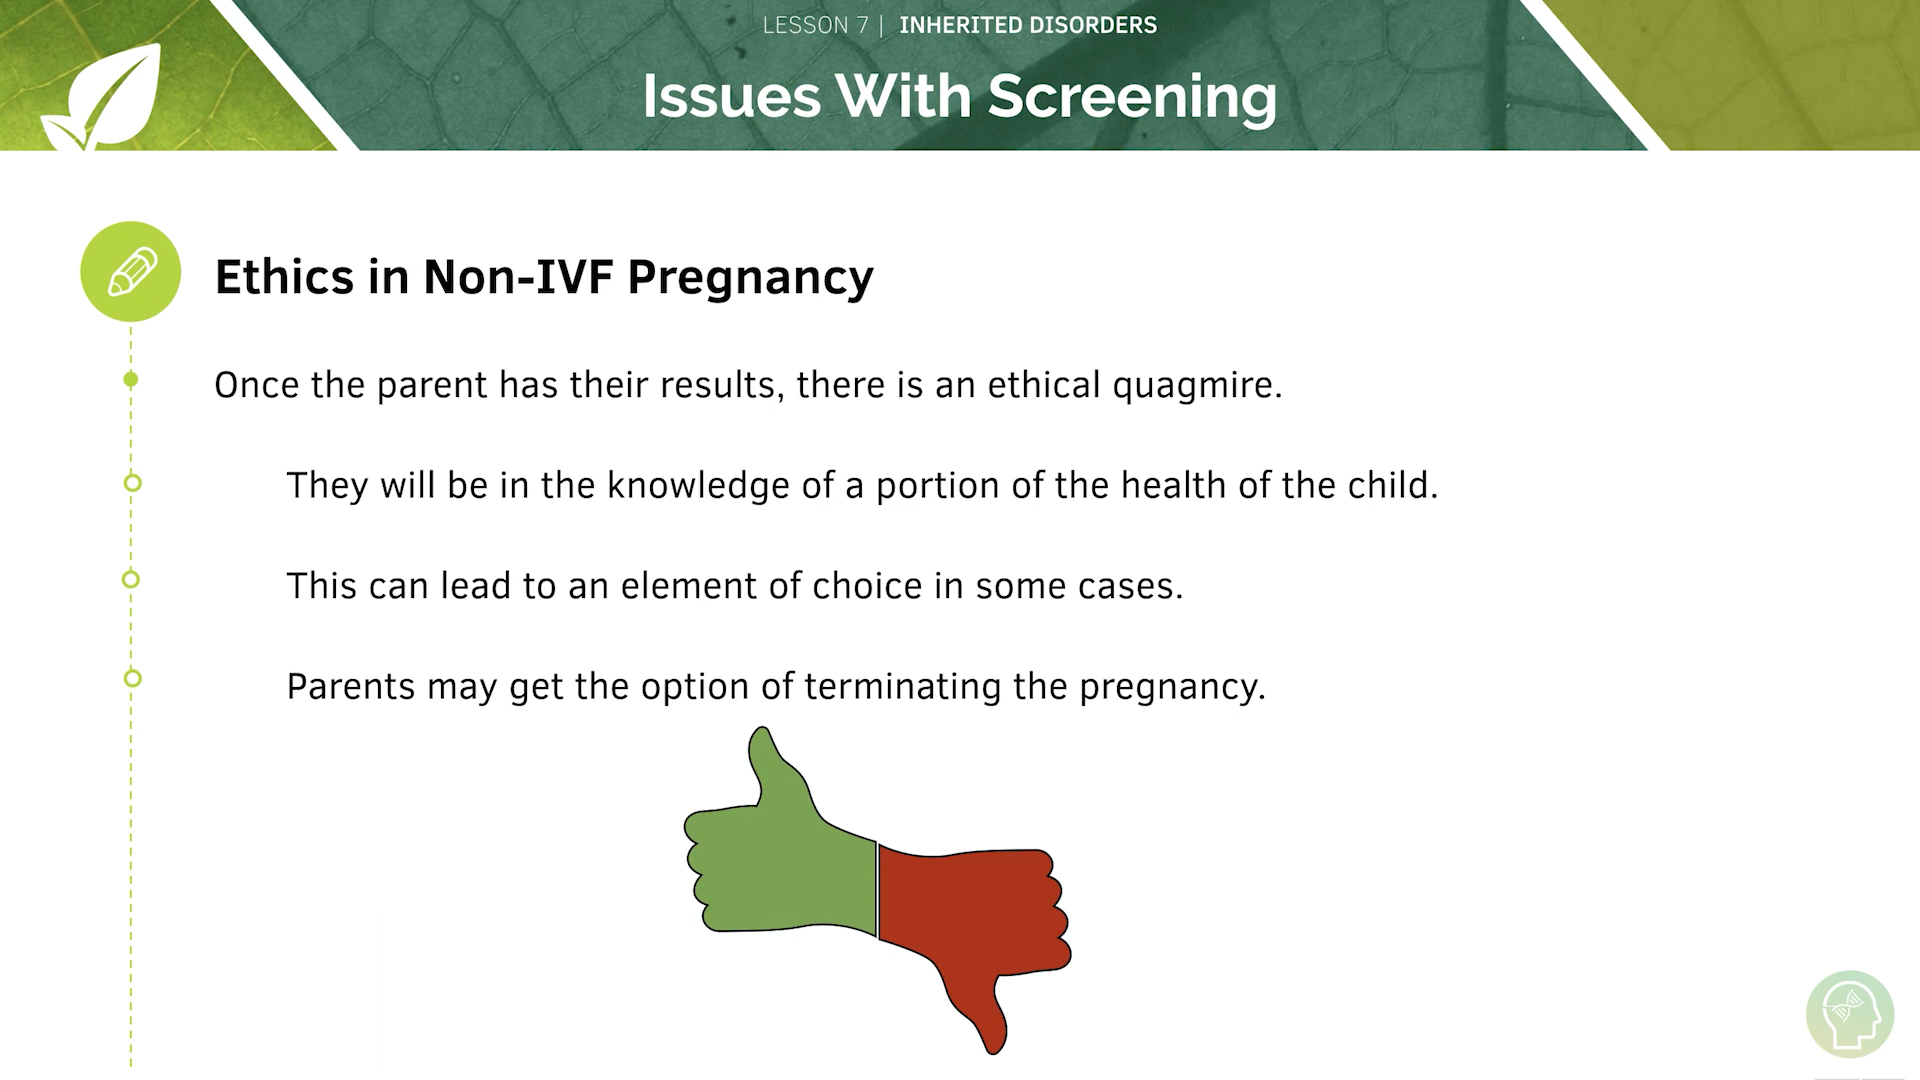 LESSON 7 | INHERITED DISORDERS
Issues With Screening
Ethics in Non-IVF Pregnancy
Once the parent has their results, there is an ethical quagmire.
They will be in the knowledge of a portion of the health of the child.
This can lead to an element of choice in some cases.
Parents may get the option of terminating the pregnancy.